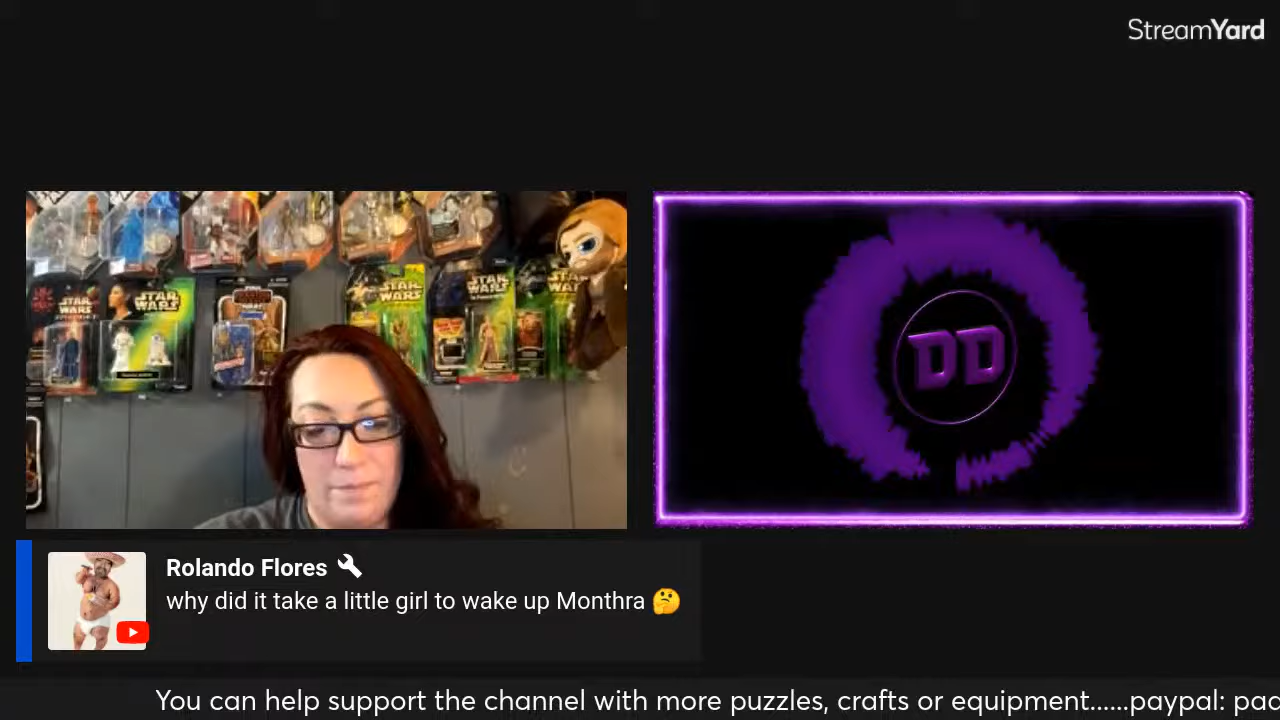 StreamYard
STAR
WARS
STAR
WARS
STAR
WARS
STAR
WARS
DD
Rolando Flores
why did it take a little girl to wake up Monthra 🤔
You can help support the channel with more puzzles, crafts or equipment......paypal: pad